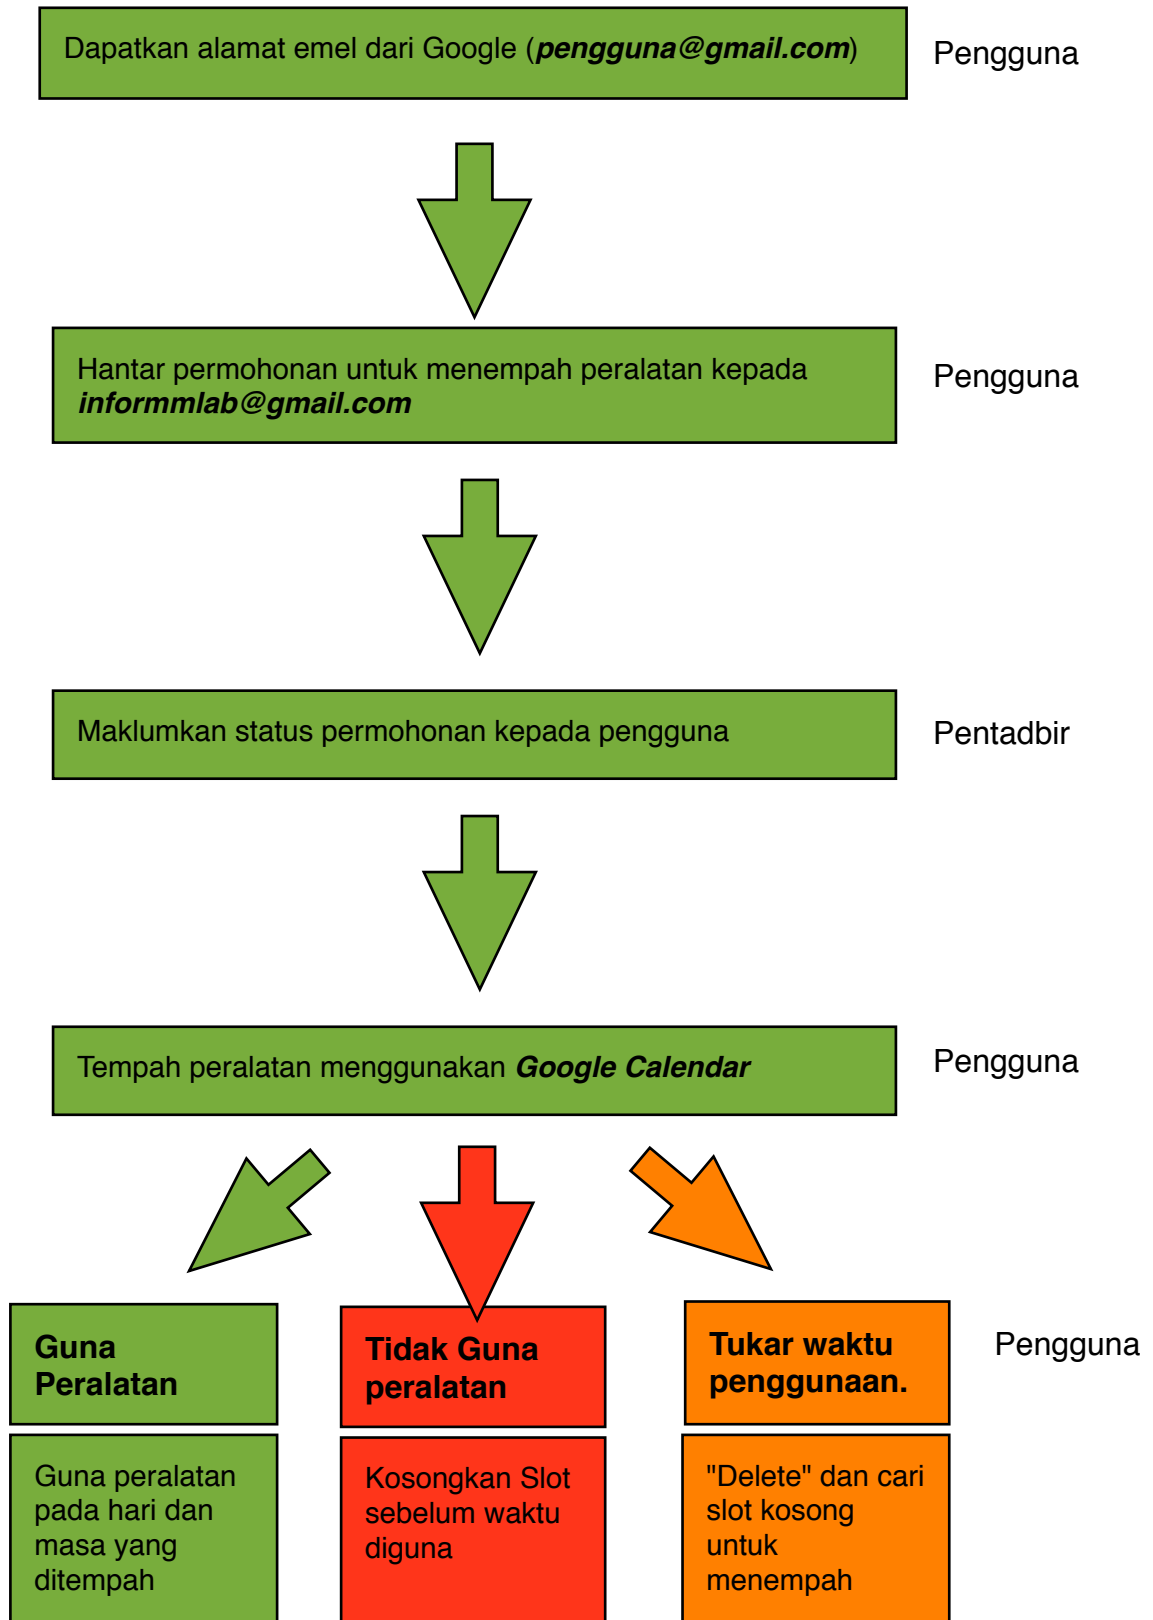 Dapatkan alamat emel dari Google (pengguna@gmail.com)
Pengguna
Hantar permohonan untuk menempah peralatan kepada
informmlab@gmail.com
Pengguna
Maklumkan status permohonan kepada pengguna
Pentadbir
Tempah peralatan menggunakan Google Calendar
Pengguna
Guna
Peralatan
Guna peralatan
pada hari dan
masa yang
ditempah
Tidak Guna
peralatan
Kosongkan Slot
sebelum waktu
diguna
Tukar waktu
penggunaan.
"Delete" dan cari
slot kosong
untuk
menempah
Pengguna